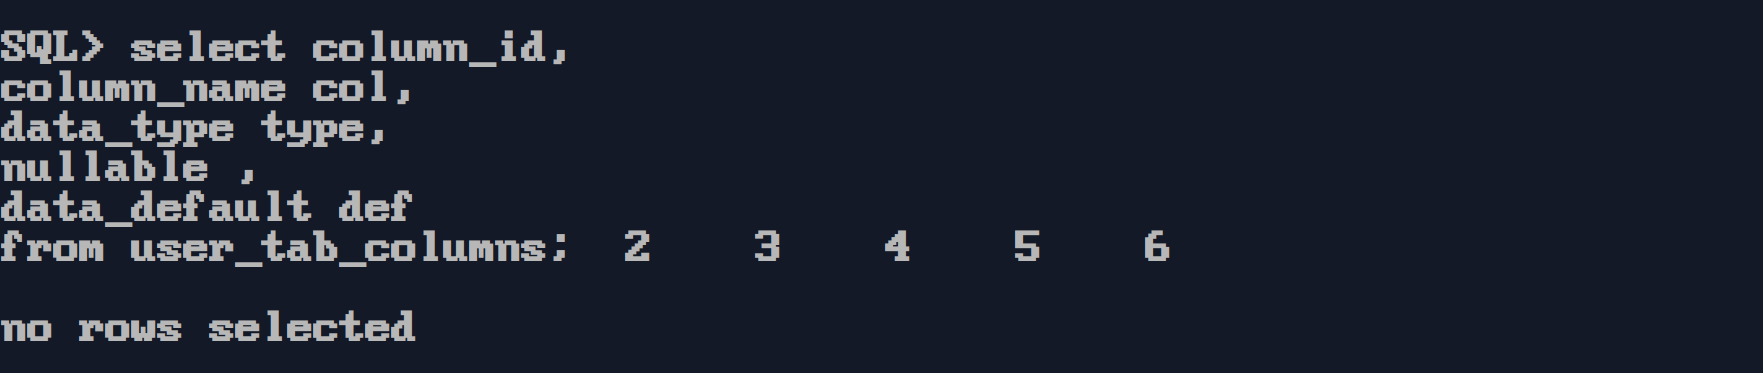 SQL> select column_id,
column_name col,
data_type type,
nullable ,
data_default def
from user_tab_columns;  2    3    4    5    6
no rows selected